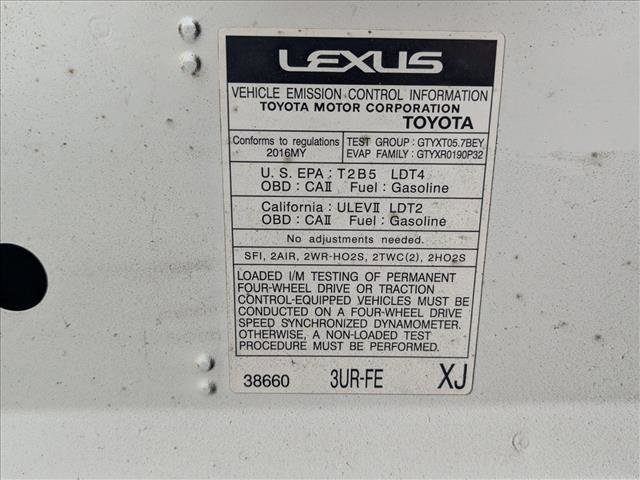 LEXUS
VEHICLE EMISSION CONTROL INFORMATION
TOYOTA MOTOR CORPORATION
TOYOTA
Conforms to regulations
2016MY
TEST GROUP : GTYXT05.7BEY
EVAP FAMILY : GTYXR0190P32
U. S. EPA : T2B5 LDT4
OBD : CAII Fuel : Gasoline
California : ULEVII LDT2
OBD : CAII Fuel : Gasoline
No adjustments needed.
SFI, 2AIR, 2WR-HO2S, 2TWC(2), 2HO2S
LOADED I/M TESTING OF PERMANENT
FOUR-WHEEL DRIVE OR TRACTION
CONTROL-EQUIPPED VEHICLES MUST BE
CONDUCTED ON A FOUR-WHEEL DRIVE
SPEED SYNCHRONIZED DYNAMOMETER.
OTHERWISE, A NON-LOADED TEST
PROCEDURE MUST BE PERFORMED.
38660 3UR-FE XJ